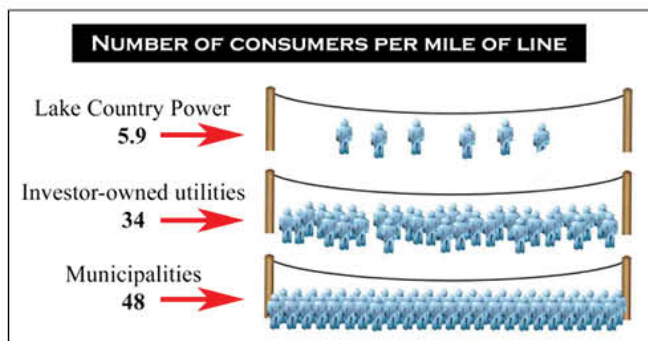 NUMBER OF CONSUMERS PER MILE OF LINE
Lake Country Power
5.9
Investor-owned utilities
34
Municipalities
48